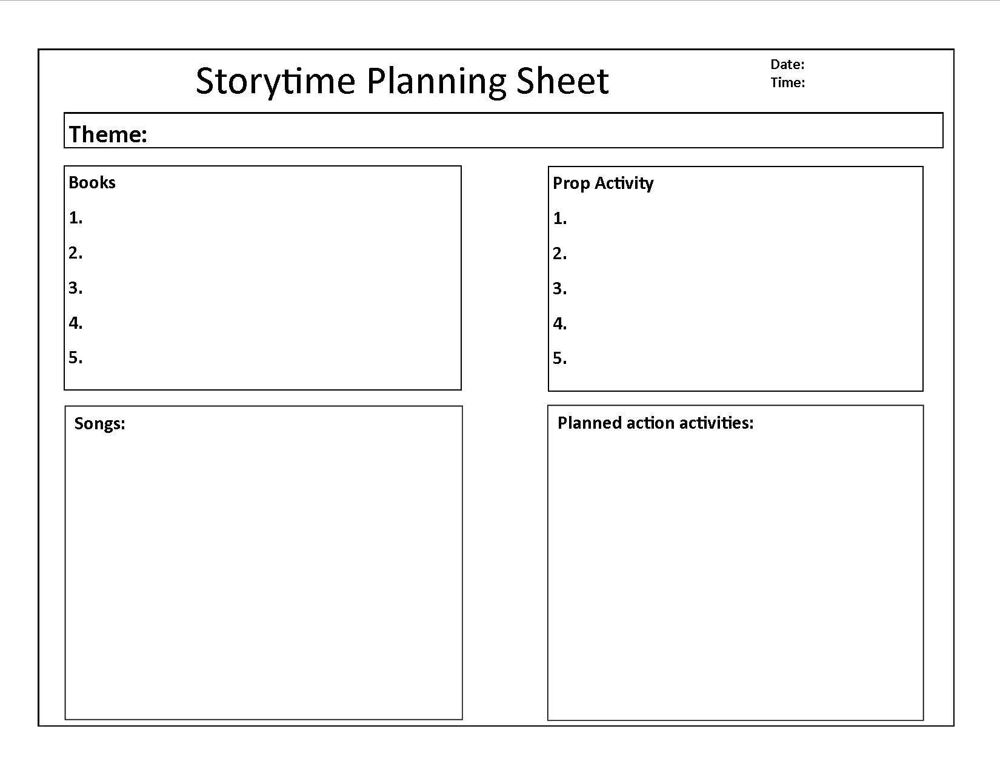 Storytime Planning Sheet
Date:
Time:
Theme:
Books
1.
2.
3.
4.
5.
Prop Activity
1.
2.
3.
4.
5.
Songs:
Planned action activities: